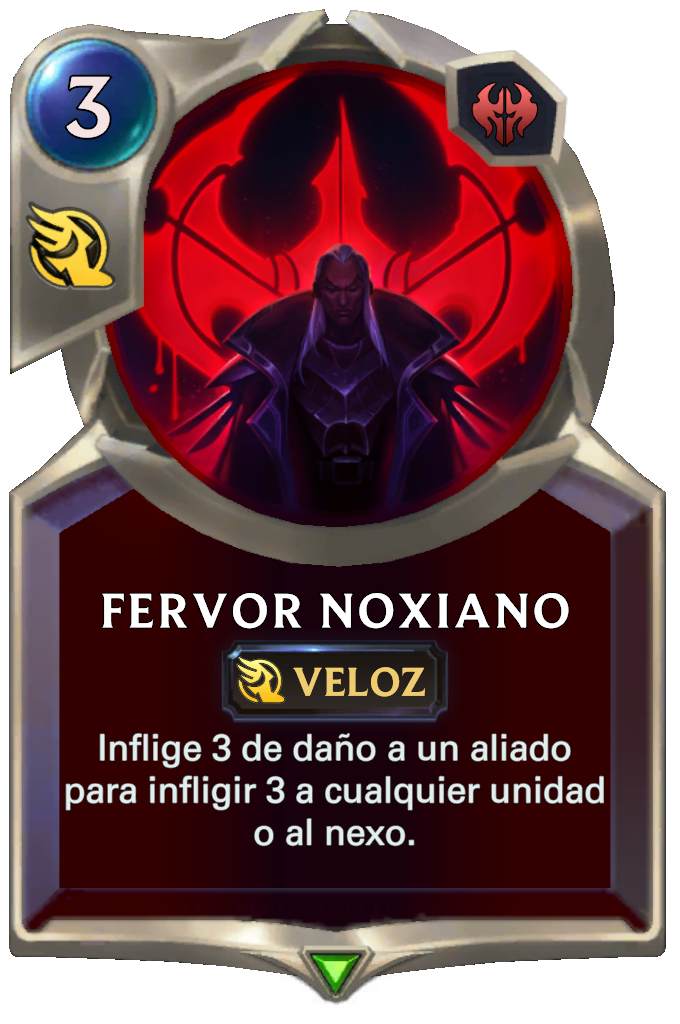 3
FERVOR NOXIANO
VELOZ
Inflige 3 de daño a un aliado
para infligir 3 a cualquier unidad
o al nexo.